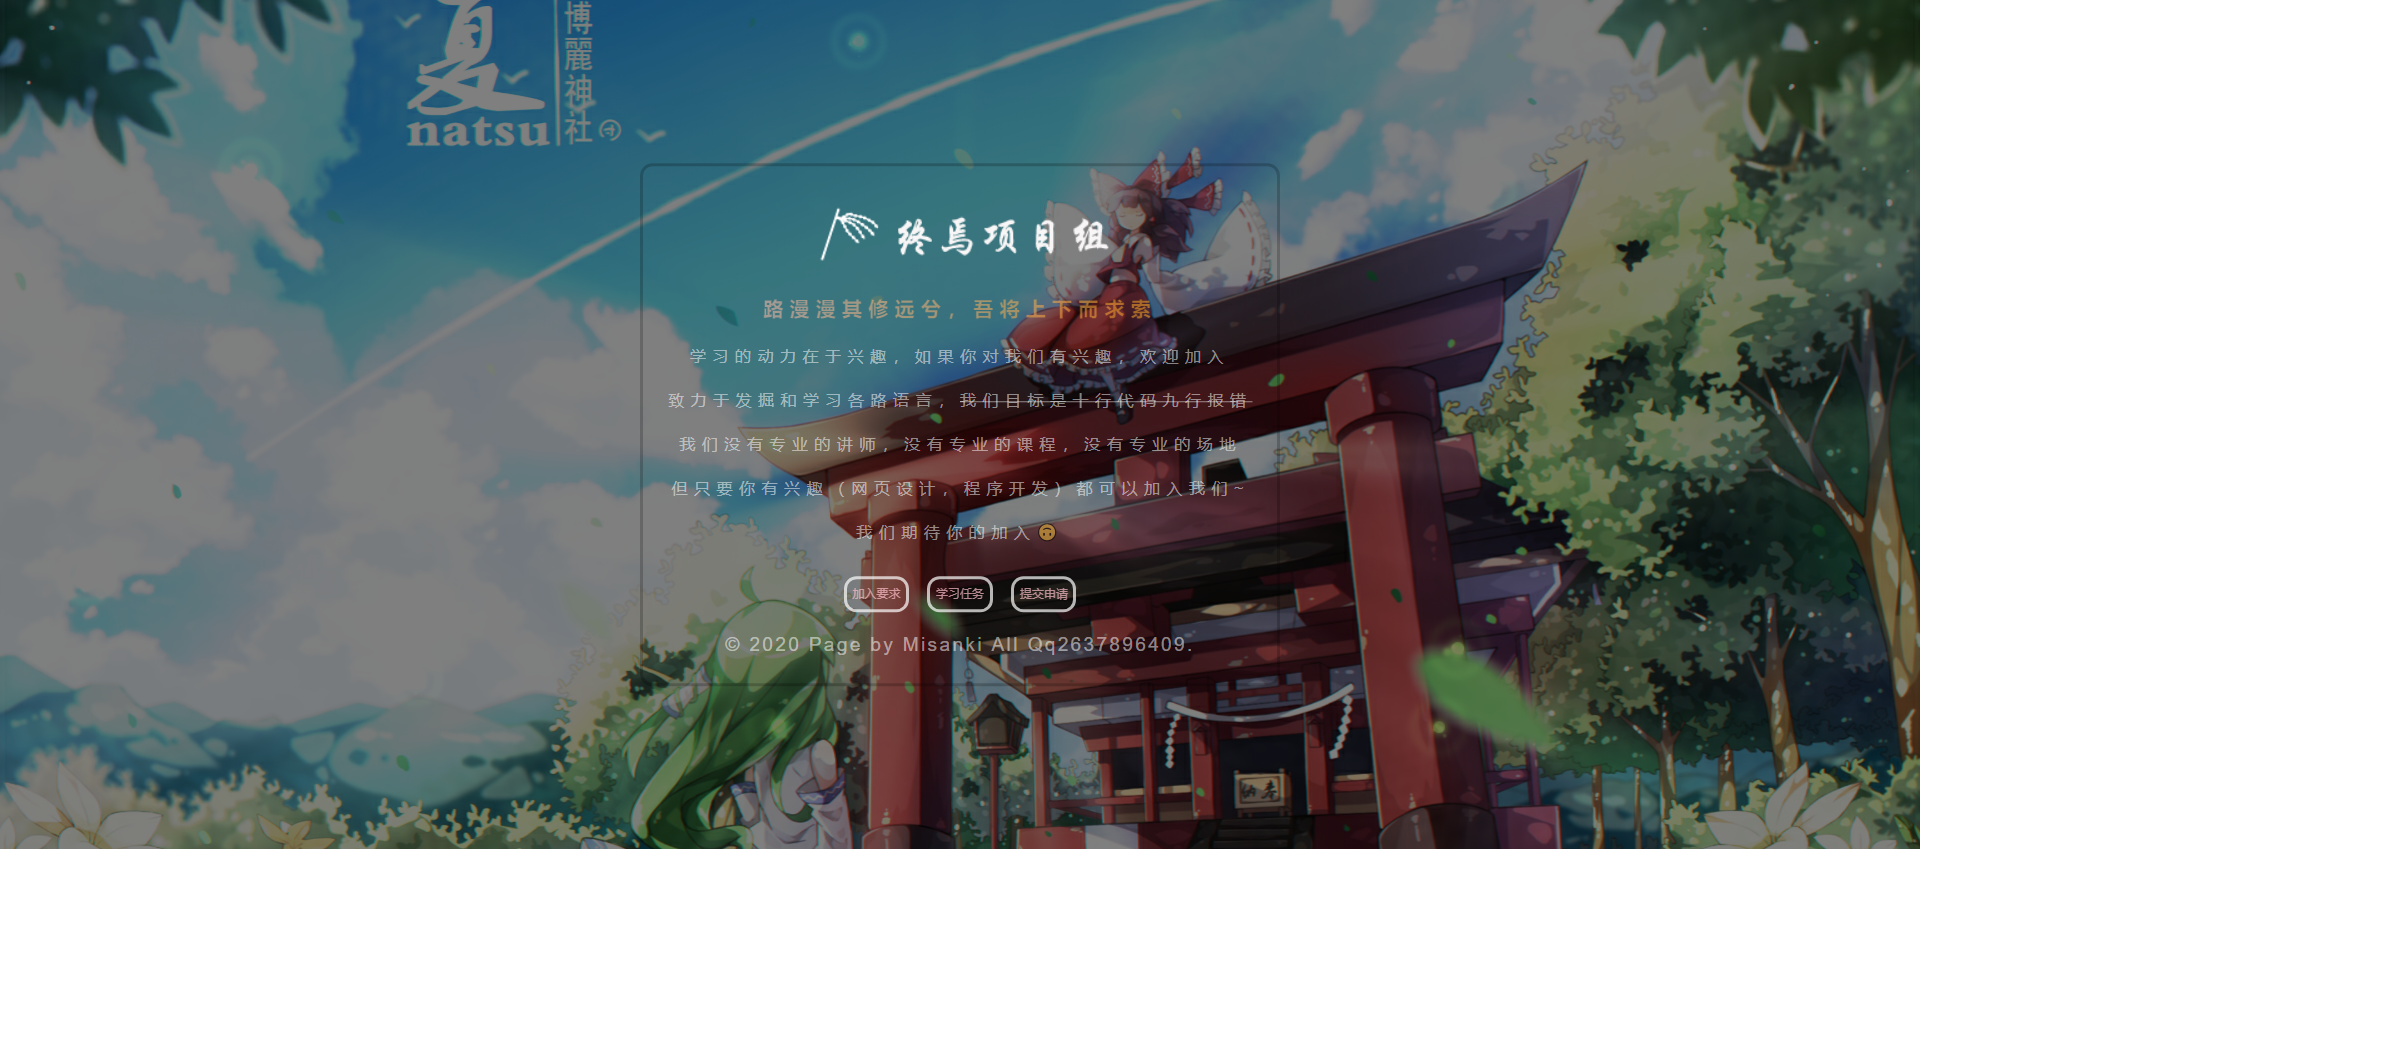 夏
natsu
博麗神社
終焉项目组
路漫漫其修远兮，吾将上下而求索
学习的动力在于兴趣，如果你对我们有兴趣，欢迎加入
致力于发掘和学习各路语言，我们目标是十行代码九行报错
我们没有专业的讲师，没有专业的课程，没有专业的场地
但只要你有兴趣（网页设计，程序开发）都可以加入我们~
我们期待你的加入🙃
加入要求 学习任务 提交申请
© 2020 Page by Misanki All Qq2637896409.
納奉